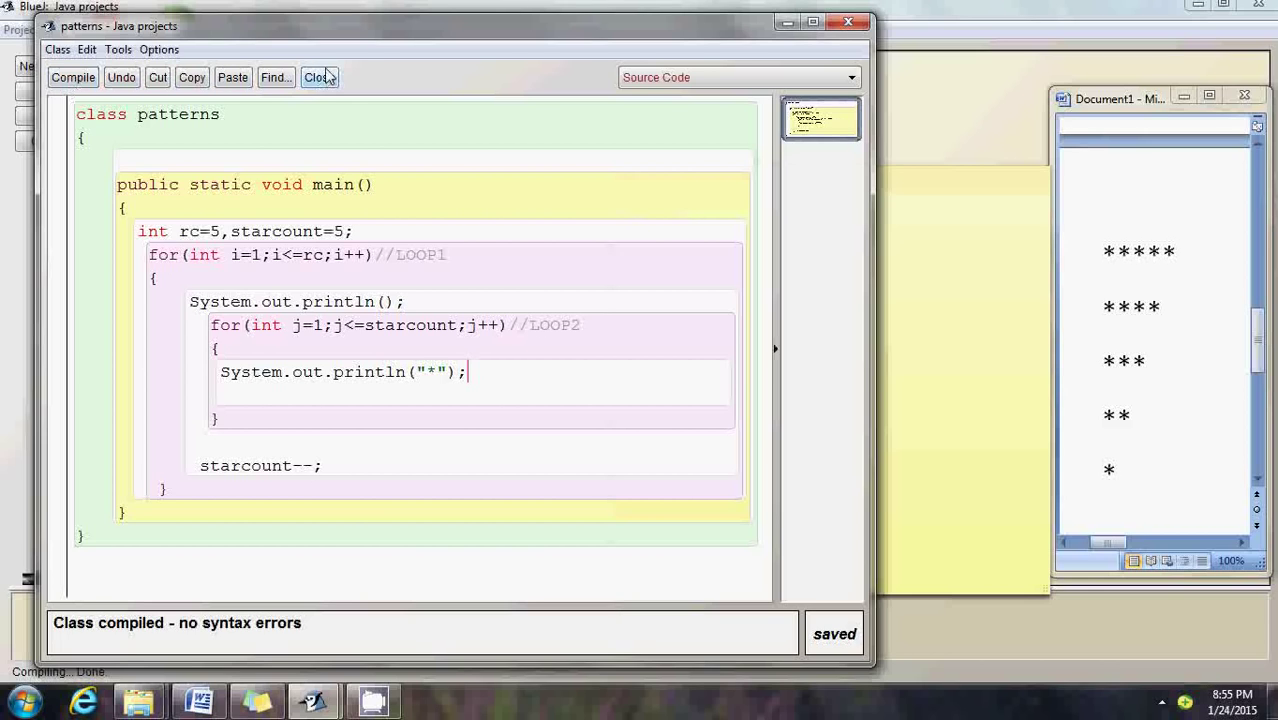 BlueJ: Java projects
patterns - Java projects
Class Edit Tools Options
Compile Undo Cut Copy Paste Find...
Source Code
class patterns
{
public static void main()
{
int rc=5,starcount=5;
for(int i=1;i<=rc;i++)//LOOP1
{
System.out.println();
for(int j=1;j<=starcount;j++)//LOOP2
{
System.out.println("*");
}
starcount--;
}
}
}
Class compiled - no syntax errors
saved
Compiling... Done.
Document1 - Mi...
*****
****
***
**
*
100%
8:55 PM
1/24/2015